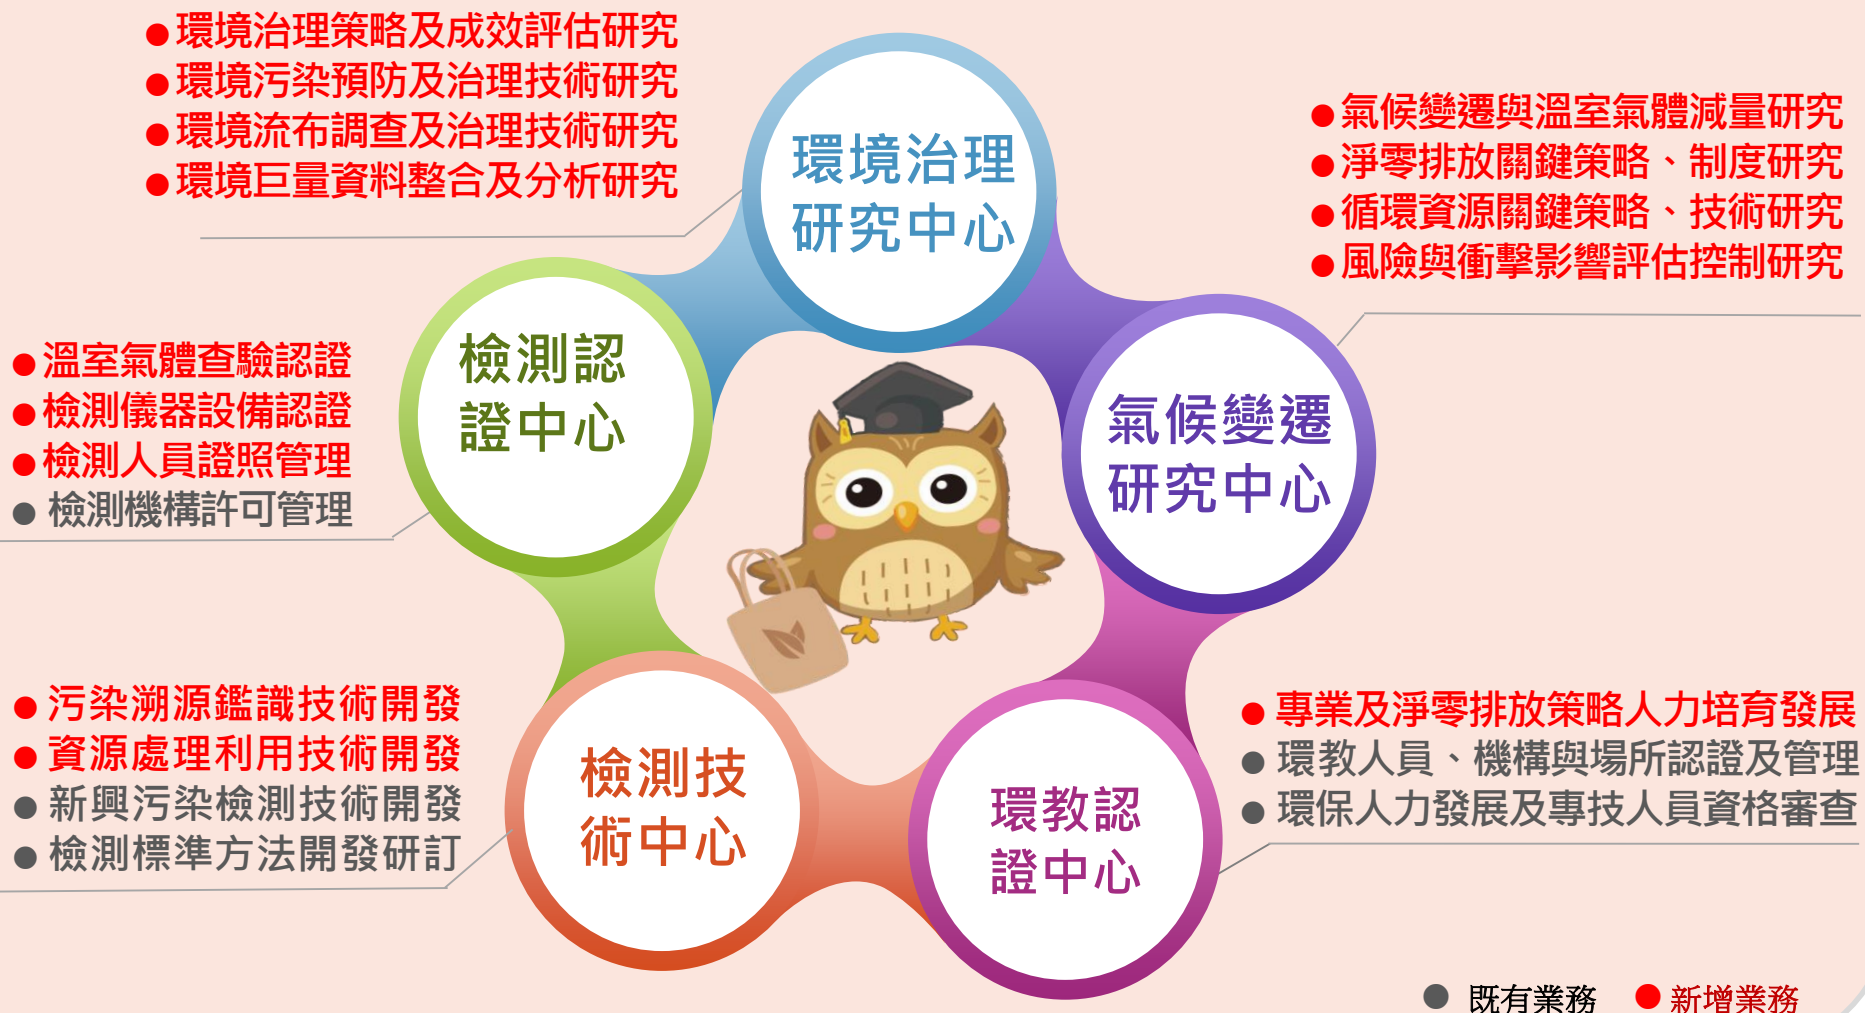 ●環境治理策略及成效評估研究
●環境污染預防及治理技術研究
●環境流布調查及治理技術研究
●環境巨量資料整合及分析研究
環境治理
研究中心
●氣候變遷與溫室氣體減量研究
●淨零排放關鍵策略、制度研究
●循環資源關鍵策略、技術研究
●風險與衝擊影響評估控制研究
氣候變遷
研究中心
●溫室氣體查驗認證
●檢測儀器設備認證
●檢測人員證照管理
●檢測機構許可管理
檢測認
證中心
●污染溯源鑑識技術開發
●資源處理利用技術開發
●新興污染檢測技術開發
●檢測標準方法開發研訂
檢測技
術中心
●專業及淨零排放策略人力培育發展
●環教人員、機構與場所認證及管理
●環保人力發展及專技人員資格審查
環教認
證中心
●既有業務 ●新增業務